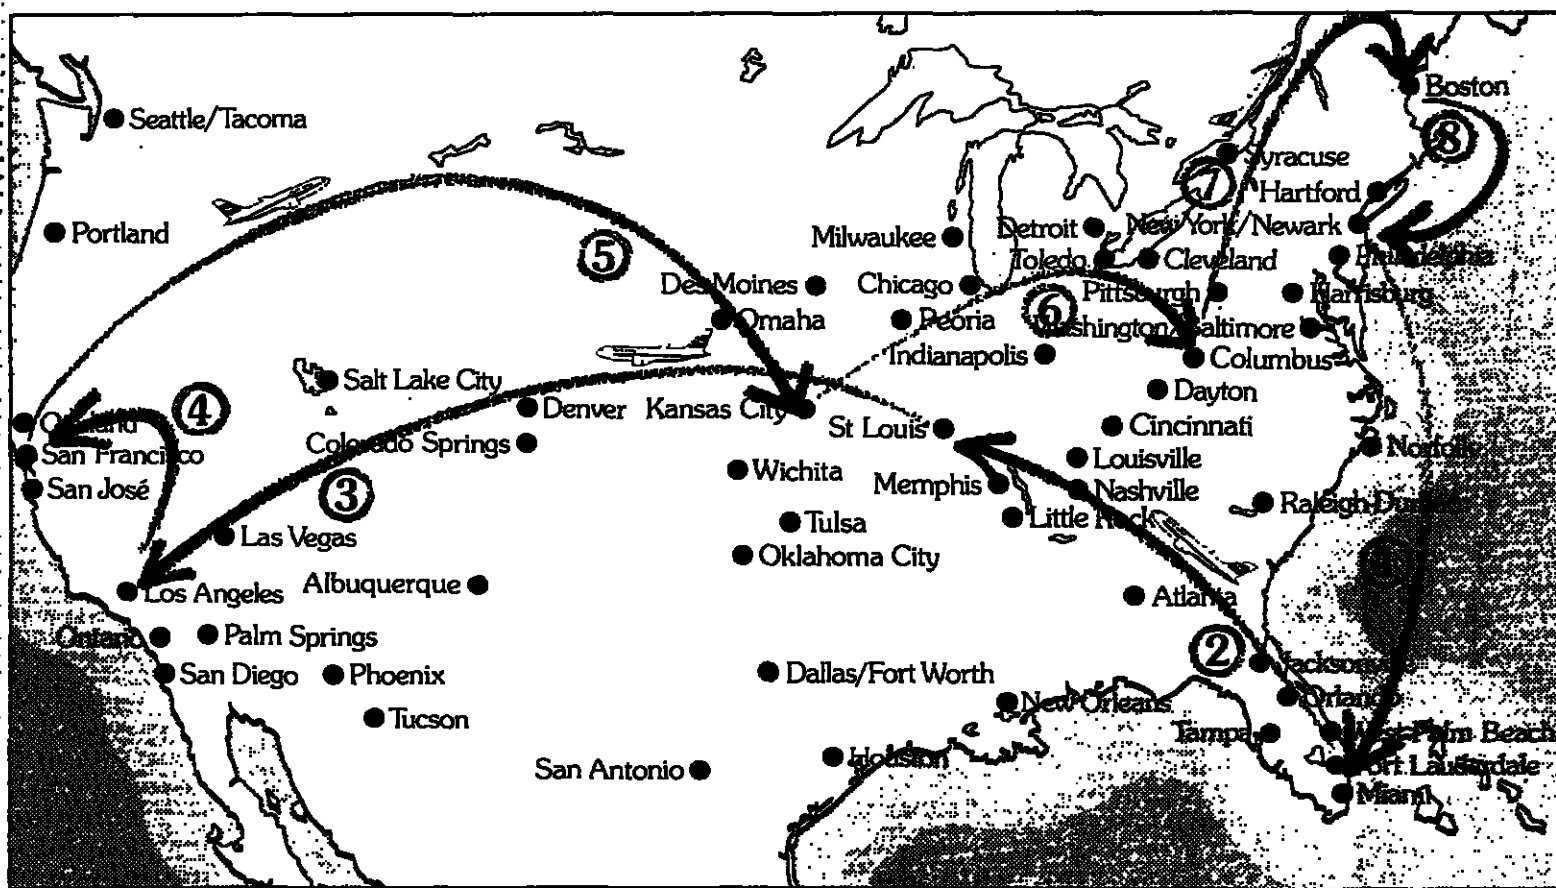 Boston
Seattle/Tacoma
8
Syracuse
7
Hartford
Portland
Milwaukee
Detroit
New York/Newark
5
Toledo
Cleveland
Philadelphia
Des Moines
Chicago
Pittsburgh
Harrisburg
6
Omaha
Peoria
Washington/Baltimore
Indianapolis
Columbus
Salt Lake City
Dayton
4
Denver
Kansas City
Oakland
St Louis
Cincinnati
Colorado Springs
San Francisco
Norfolk
Louisville
Wichita
San José
3
Memphis
Nashville
Raleigh-Durham
Tulsa
Little Rock
Las Vegas
Oklahoma City
Albuquerque
Los Angeles
Atlanta
Ontario
Palm Springs
2
Jacksonville
San Diego
Phoenix
Dallas/Fort Worth
Orlando
New Orleans
Tucson
Tampa
West Palm Beach
Houston
Fort Lauderdale
San Antonio
Miami